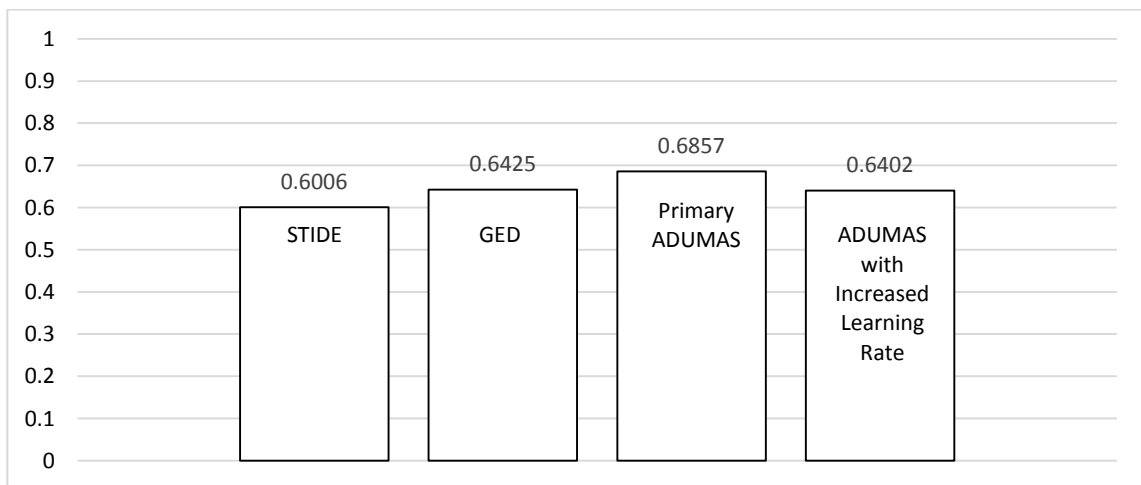 1
0.9
0.8
0.7
0.6
0.5
0.4
0.3
0.2
0.1
0
0.6006
0.6425
0.6857
0.6402
STIDE
GED
Primary
ADUMAS
ADUMAS
with
Increased
Learning
Rate